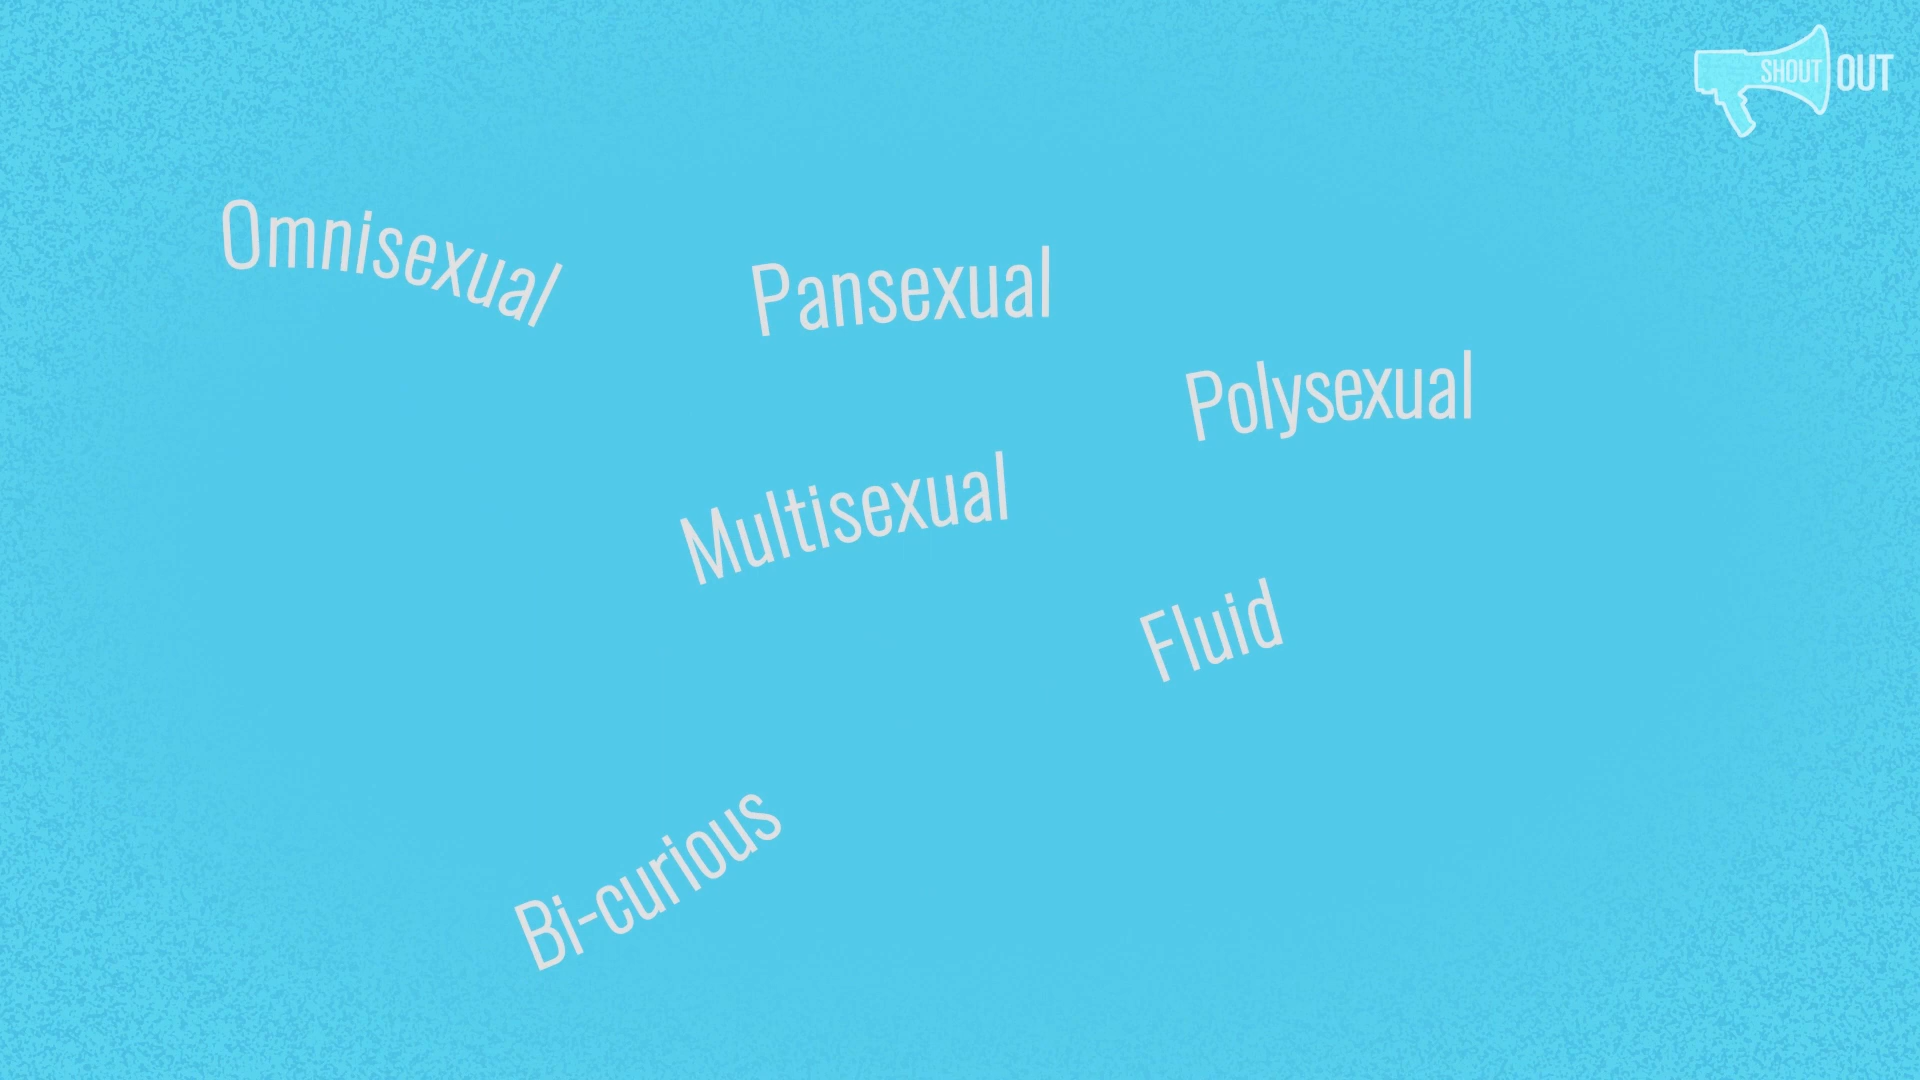 SHOUT OUT
Omnisexual
Pansexual
Polysexual
Multisexual
Fluid
Bi-curious